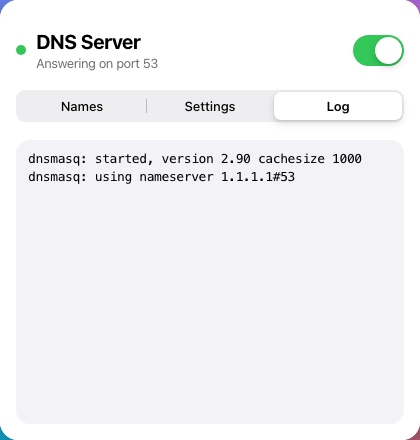 DNS Server
Answering on port 53
Names
Settings
Log
dnsmasq: started, version 2.90 cachesize 1000
dnsmasq: using nameserver 1.1.1.1#53